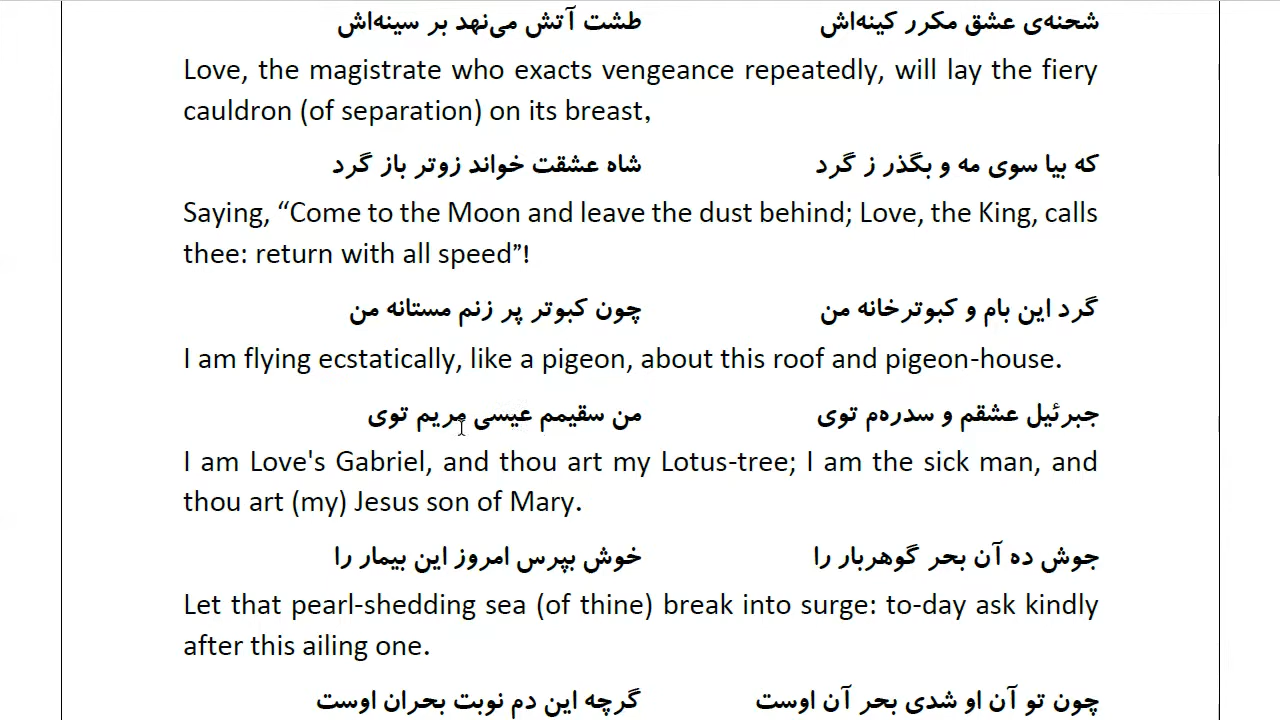 شحنه‌ی عشق مکرر کینه‌اش طشت آتش می‌نهد بر سینه‌اش
Love, the magistrate who exacts vengeance repeatedly, will lay the fiery
cauldron (of separation) on its breast,
که بیا سوی مه و بگذر ز گرد شاه عشقت خواند زوتر باز گرد
Saying, “Come to the Moon and leave the dust behind; Love, the King, calls
thee: return with all speed”!
گرد این بام و کبوترخانه من چون کبوتر پر زنم مستانه من
I am flying ecstatically, like a pigeon, about this roof and pigeon-house.
جبرئیل عشقم و سدره‌م توی من سقیمم عیسی مریم توی
I am Love's Gabriel, and thou art my Lotus-tree; I am the sick man, and
thou art (my) Jesus son of Mary.
جوش ده آن بحر گوهربار را خوش بپرس امروز این بیمار را
Let that pearl-shedding sea (of thine) break into surge: to-day ask kindly
after this ailing one.
چون تو آن او شدی بحر آن اوست گرچه این دم نوبت بحران اوست